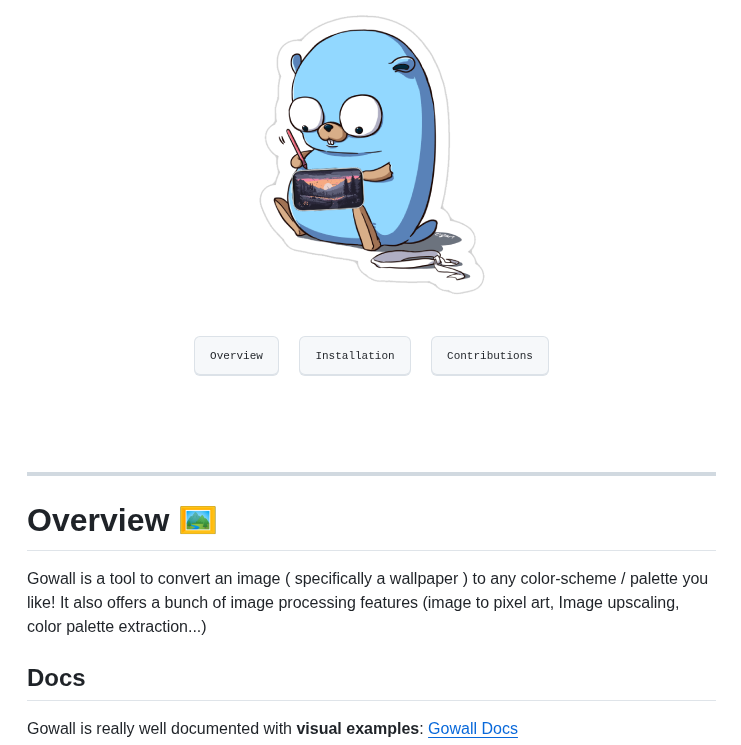 Overview
Installation
Contributions
Overview 🖼️
Gowall is a tool to convert an image ( specifically a wallpaper ) to any color-scheme / palette you
like! It also offers a bunch of image processing features (image to pixel art, Image upscaling,
color palette extraction...)
Docs
Gowall is really well documented with visual examples: Gowall Docs